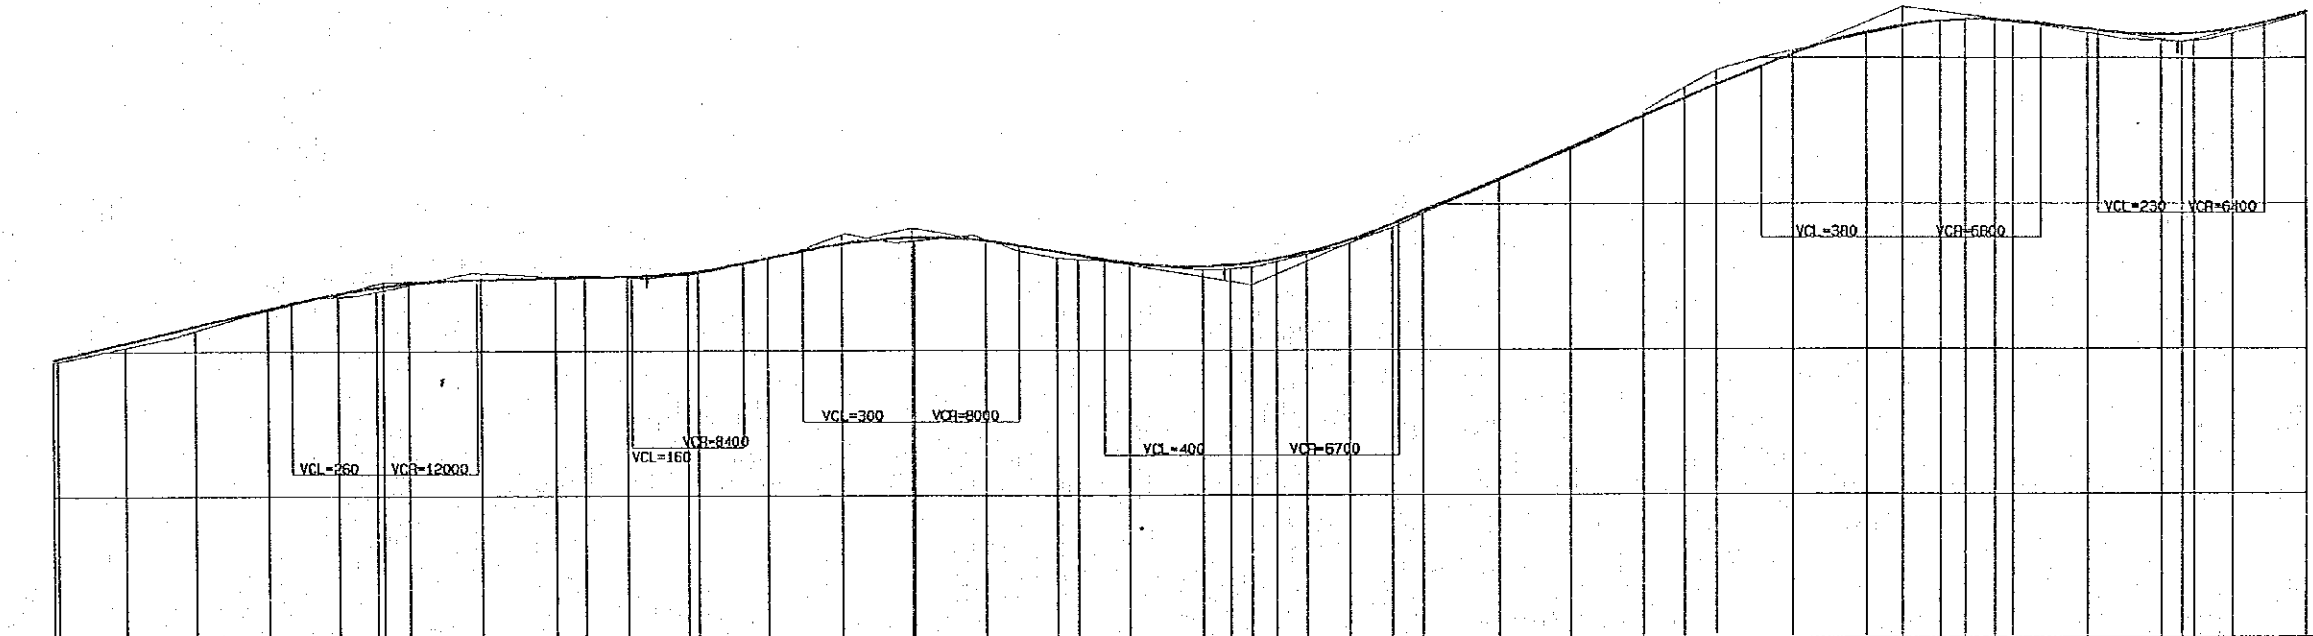 VCL=260 VCR=12000
VCL=160 VCR=8400
VCL=300 VCR=8000
VCL=400 VCR=6700
VCL=380 VCR=6800
VCL=230 VCR=6400